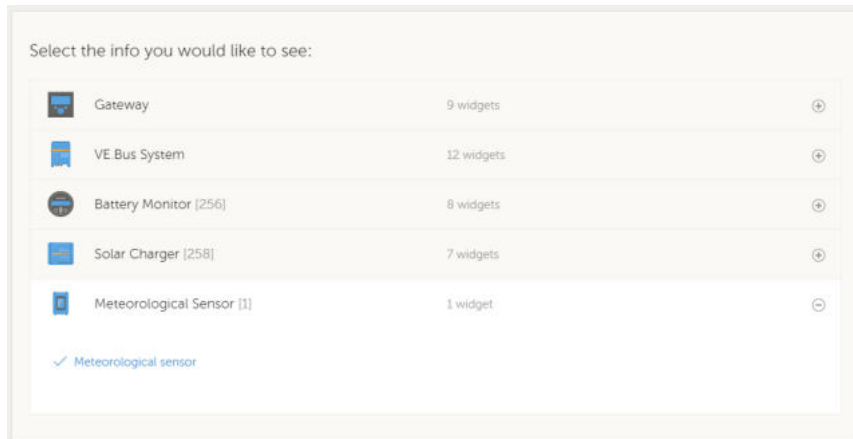 Select the info you would like to see:
Gateway 9 widgets
VE.Bus System 12 widgets
Battery Monitor [256] 8 widgets
Solar Charger [258] 7 widgets
Meteorological Sensor [1] 1 widget
Meteorological sensor